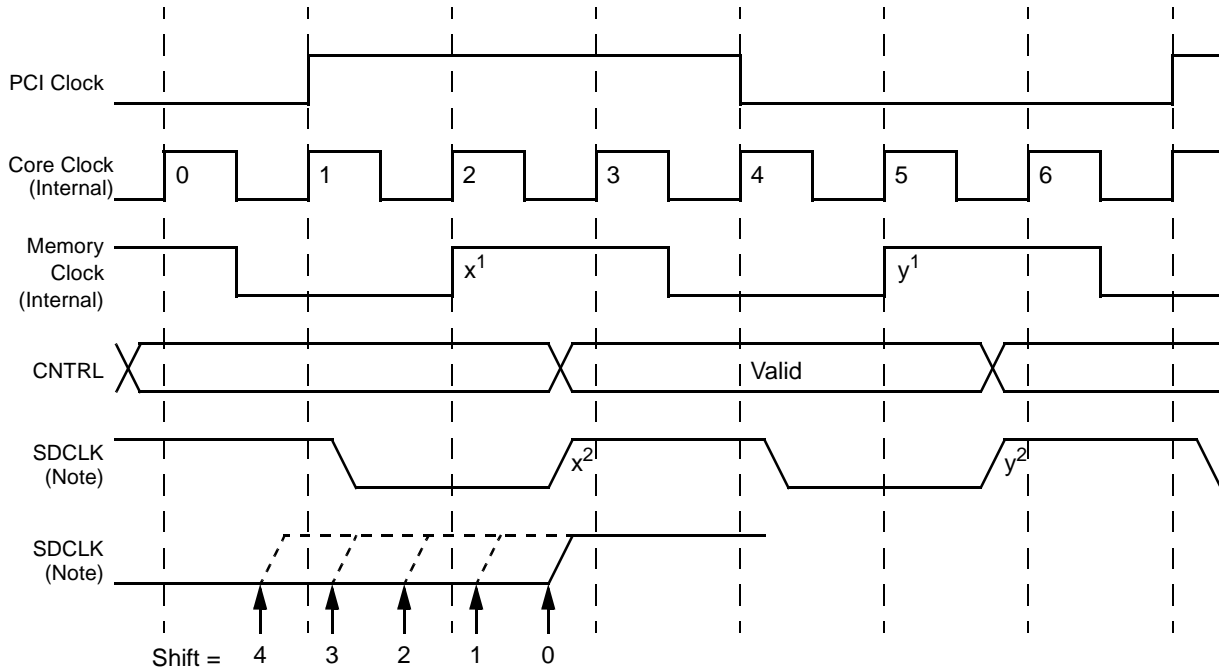 PCI Clock
Core Clock
(Internal)
0 1 2 3 4 5 6
Memory
Clock
(Internal)
x¹ y¹
CNTRL
Valid
SDCLK
(Note)
x² y²
SDCLK
(Note)
Shift = 4 3 2 1 0